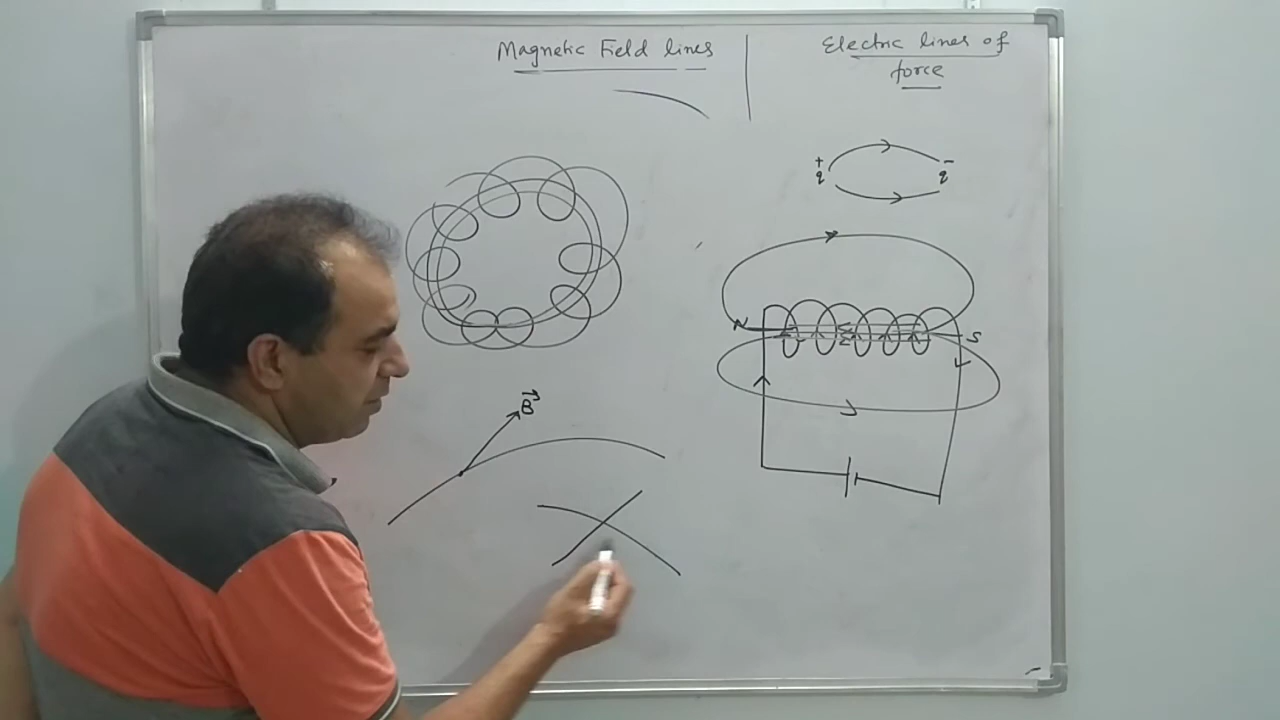 Magnetic Field lines
Electric lines of
force
+ -
q q
N S
B⃗